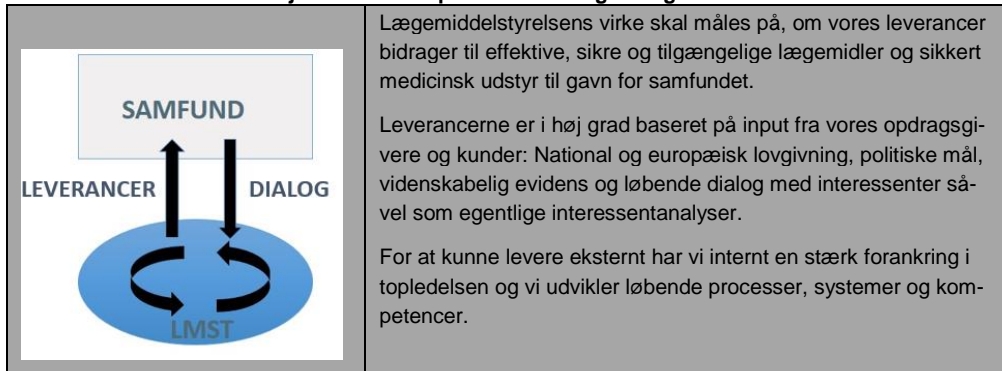 SAMFUND
LEVERANCER
DIALOG
LMST
Lægemiddelstyrelsens virke skal måles på, om vores leverancer
bidrager til effektive, sikre og tilgængelige lægemidler og sikkert
medicinsk udstyr til gavn for samfundet.
Leverancerne er i høj grad baseret på input fra vores opdragsgi-
vere og kunder: National og europæisk lovgivning, politiske mål,
videnskabelig evidens og løbende dialog med interessenter så-
vel som egentlige interessentanalyser.
For at kunne levere eksternt har vi internt en stærk forankring i
topledelsen og vi udvikler løbende processer, systemer og kom-
petencer.